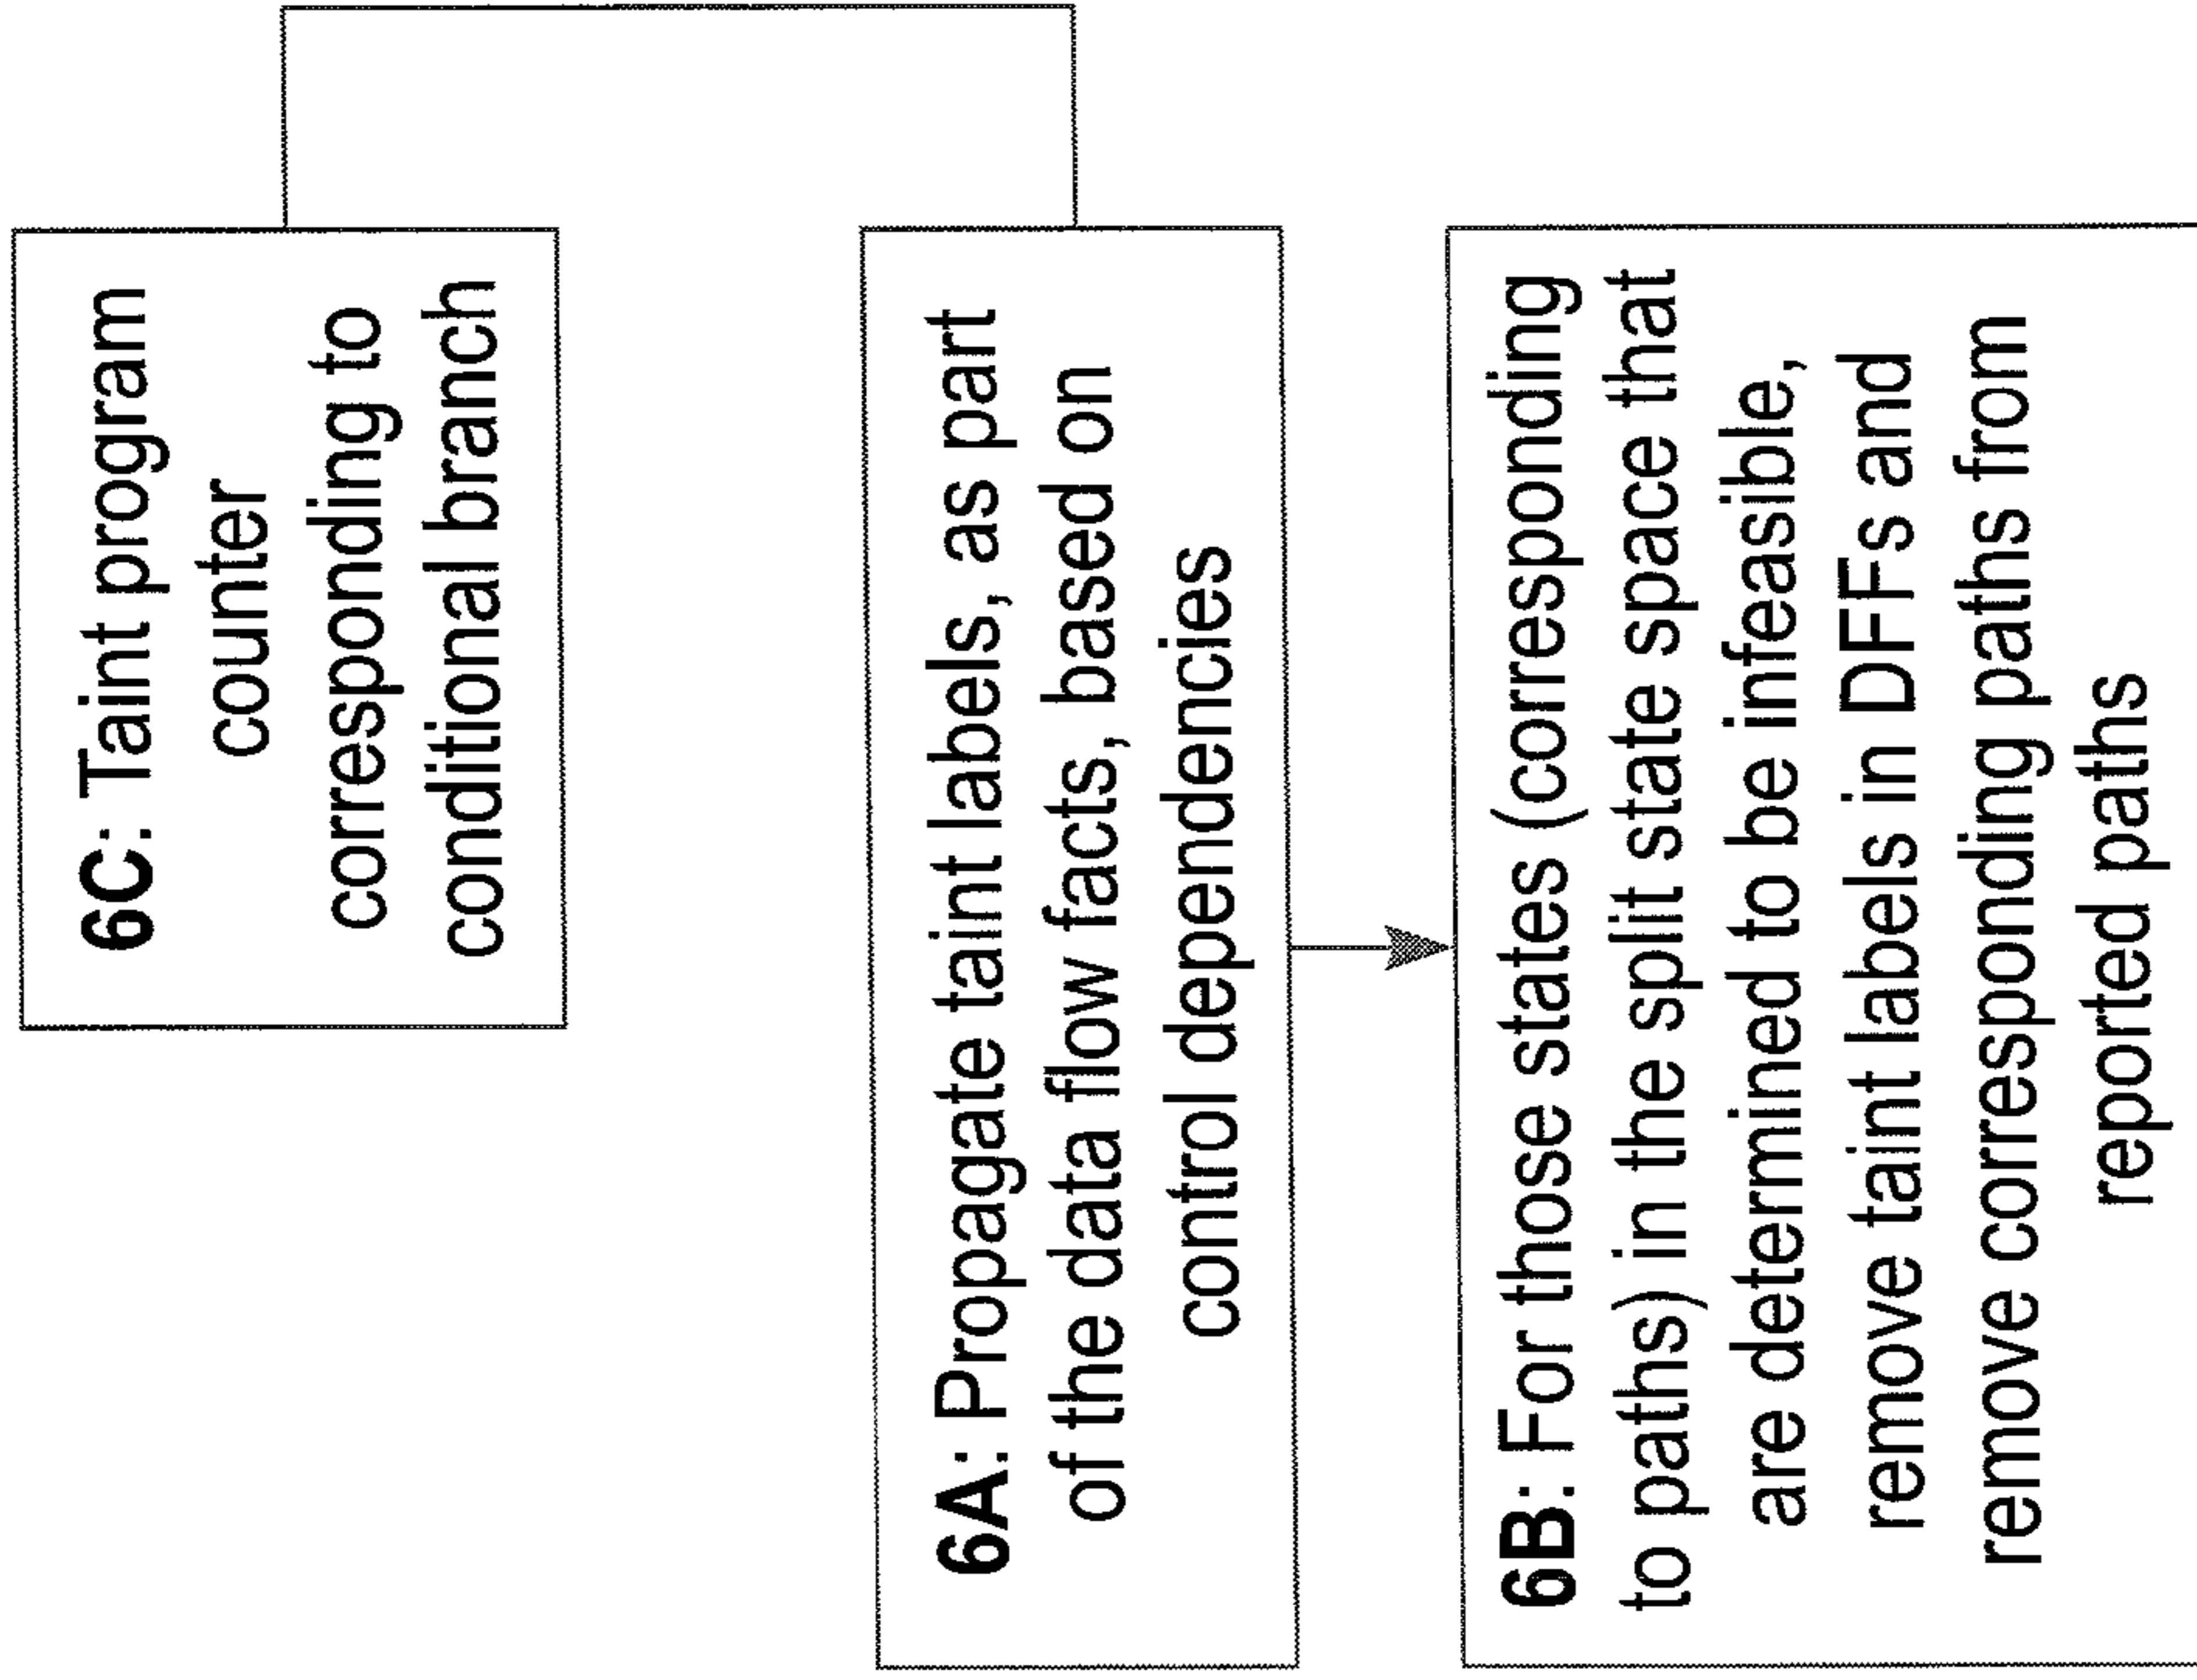 6C: Taint program
counter
corresponding to
conditional branch
6A: Propagate taint labels, as part
of the data flow facts, based on
control dependencies
6B: For those states (corresponding
to paths) in the split state space that
are determined to be infeasible,
remove taint labels in DFFs and
remove corresponding paths from
reported paths